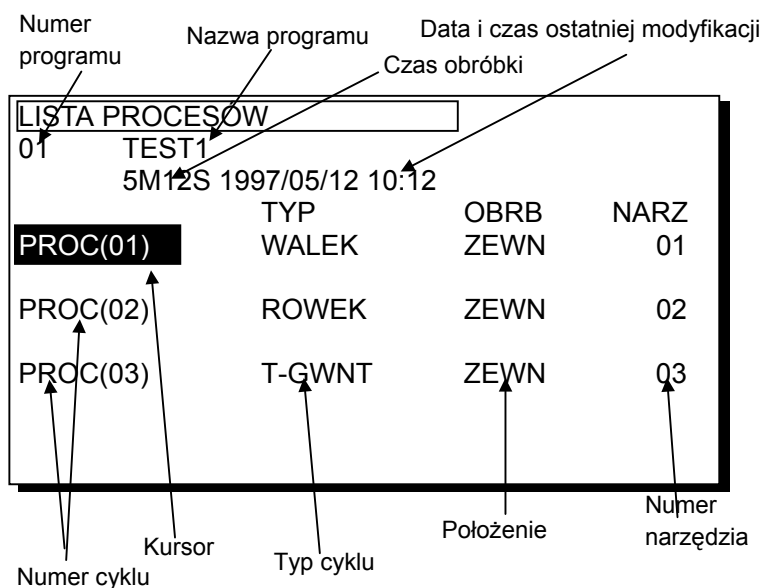 Numer
programu
Nazwa programu
Data i czas ostatniej modyfikacji
Czas obróbki
LISTA PROCESÓW
01 TEST1
5M12S 1997/05/12 10:12
TYP OBRB NARZ
PROC(01) WALEK ZEWN 01
PROC(02) ROWEK ZEWN 02
PROC(03) T-GWNT ZEWN 03
Numer
narzędzia
Położenie
Kursor
Typ cyklu
Numer cyklu